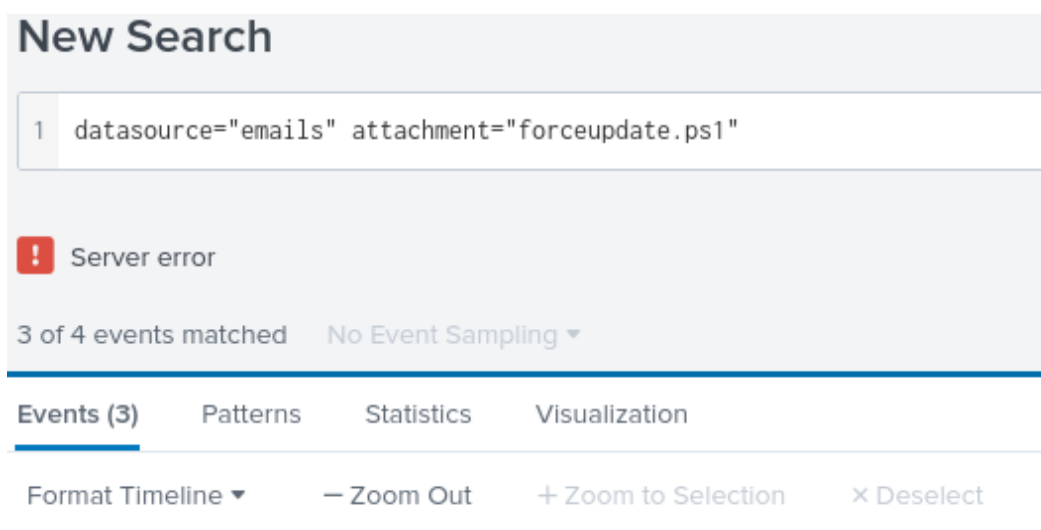 New Search
1 datasource="emails" attachment="forceupdate.ps1"
! Server error
3 of 4 events matched No Event Sampling
Events (3) Patterns Statistics Visualization
Format Timeline − Zoom Out + Zoom to Selection × Deselect